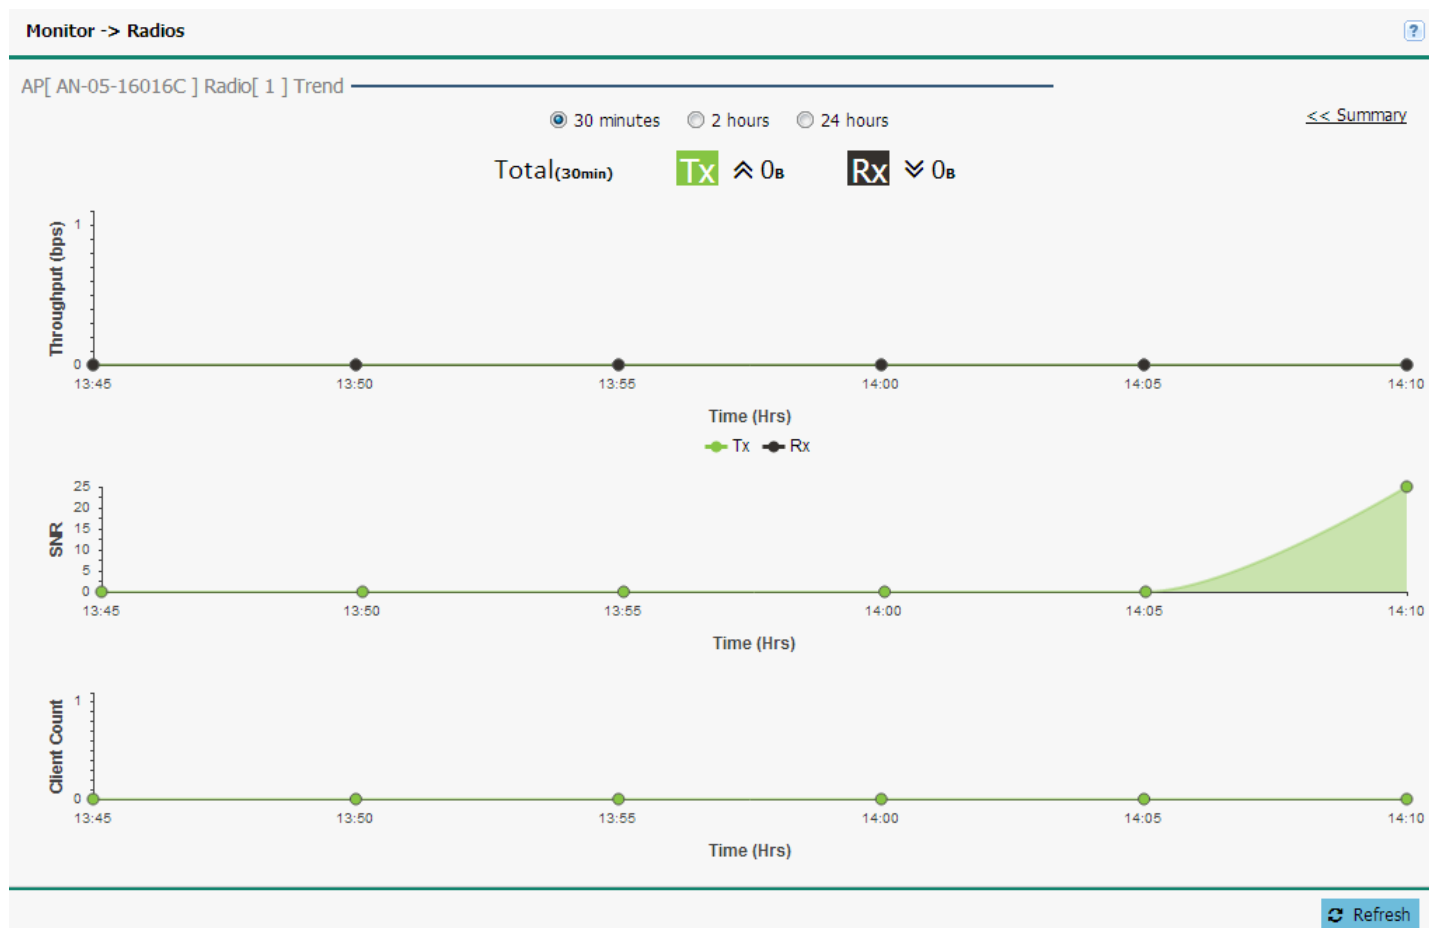 Monitor -> Radios
?
AP[ AN-05-16016C ] Radio[ 1 ] Trend
30 minutes 2 hours 24 hours
<< Summary
Total(30min) Tx 0B Rx 0B
Throughput (bps)
1
0
13:45 13:50 13:55 14:00 14:05 14:10
Time (Hrs)
Tx Rx
SNR
25
20
15
10
5
0
13:45 13:50 13:55 14:00 14:05 14:10
Time (Hrs)
Client Count
1
0
13:45 13:50 13:55 14:00 14:05 14:10
Time (Hrs)
Refresh